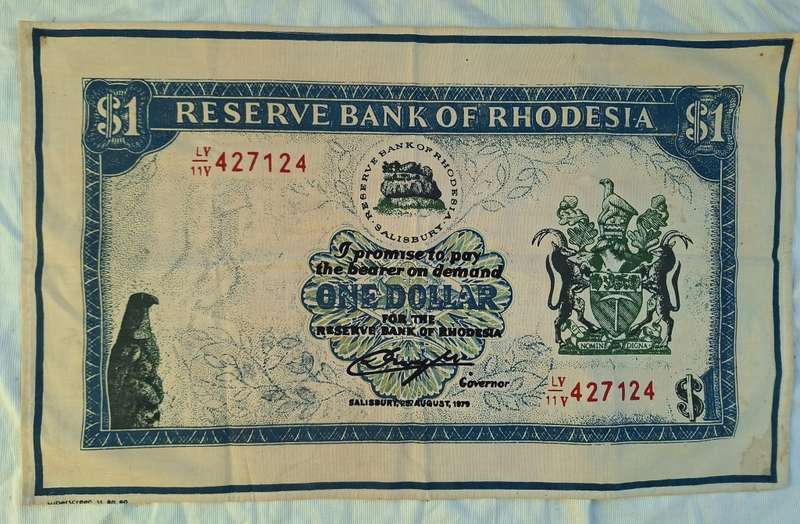 $1 RESERVE BANK OF RHODESIA $1
LV
11V 427124
RESERVE BANK OF RHODESIA
SALISBURY
I promise to pay
the bearer on demand
ONE DOLLAR
FOR THE
RESERVE BANK OF RHODESIA
Governor
SALISBURY, AUGUST, 1979
NOMINE DIGNA
LV
11V 427124
$